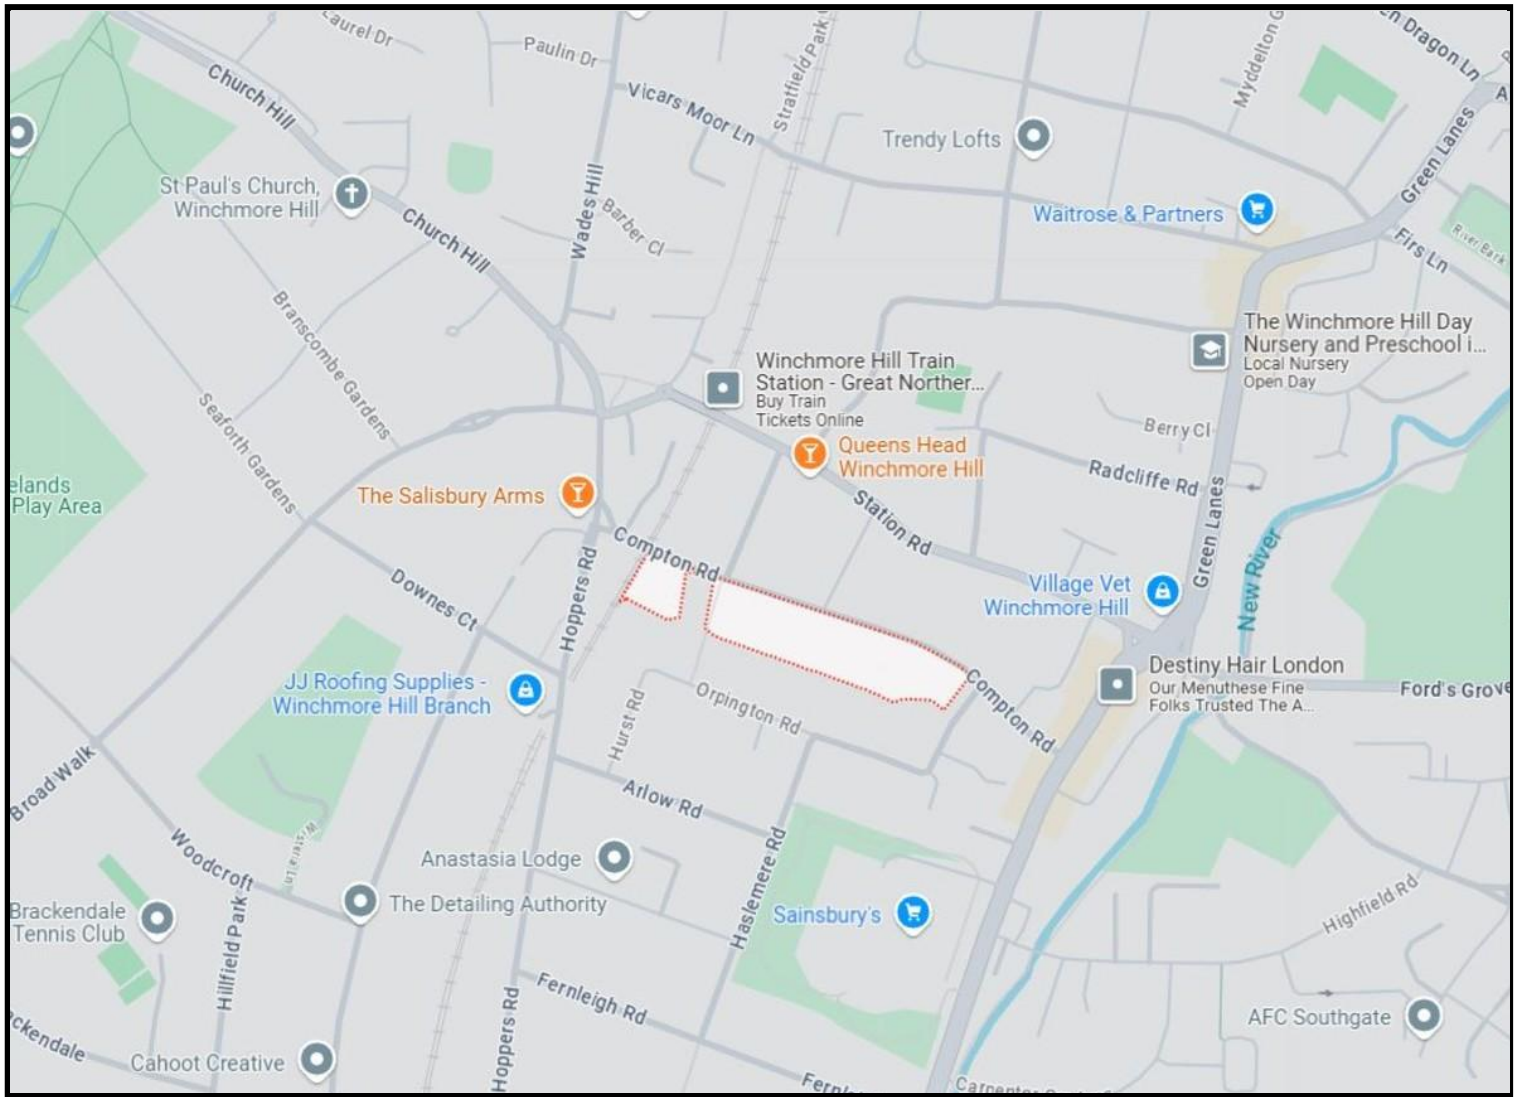 Laurel Dr
Paulin Dr
Stratfield Park
Myddelton G
en Dragon Ln
Church Hill
Vicars Moor Ln
Trendy Lofts
Green Lanes
St Paul's Church,
Winchmore Hill
Wades Hill
Barber Cl
Waitrose & Partners
Firs Ln
River Bank
Church Hill
Branscombe Gardens
Winchmore Hill Train
Station - Great Norther...
Buy Train
Tickets Online
The Winchmore Hill Day
Nursery and Preschool i...
Local Nursery
Open Day
Seaforth Gardens
Berry Cl
Queens Head
Winchmore Hill
Radcliffe Rd
elands
Play Area
The Salisbury Arms
Station Rd
Green Lanes
Compton Rd
New River
Downes Ct
Hoppers Rd
Village Vet
Winchmore Hill
JJ Roofing Supplies -
Winchmore Hill Branch
Hurst Rd
Orpington Rd
Compton Rd
Destiny Hair London
Our Menuthese Fine
Folks Trusted The A...
Ford's Grove
Broad Walk
Arlow Rd
Woodcroft
Wisteria Ln
Anastasia Lodge
Haslemere Rd
The Detailing Authority
Sainsbury's
Brackendale
Tennis Club
Hillfield Park
Highfield Rd
Fernleigh Rd
Hoppers Rd
AFC Southgate
ckendale
Cahoot Creative